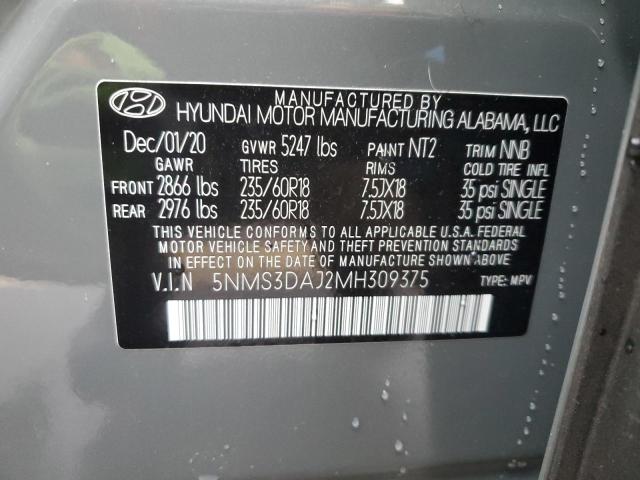 MANUFACTURED BY
HYUNDAI MOTOR MANUFACTURING ALABAMA, LLC
Dec/01/20 GVWR 5247 lbs PAINT NT2 TRIM NNB
GAWR TIRES RIMS COLD TIRE INFL
FRONT 2866 lbs 235/60R18 7.5JX18 35 psi SINGLE
REAR 2976 lbs 235/60R18 7.5JX18 35 psi SINGLE
THIS VEHICLE CONFORMS TO ALL APPLICABLE U.S.A. FEDERAL
MOTOR VEHICLE SAFETY AND THEFT PREVENTION STANDARDS
IN EFFECT ON THE DATE OF MANUFACTURE SHOWN ABOVE
V.I.N 5NMS3DAJ2MH309375 TYPE: MPV